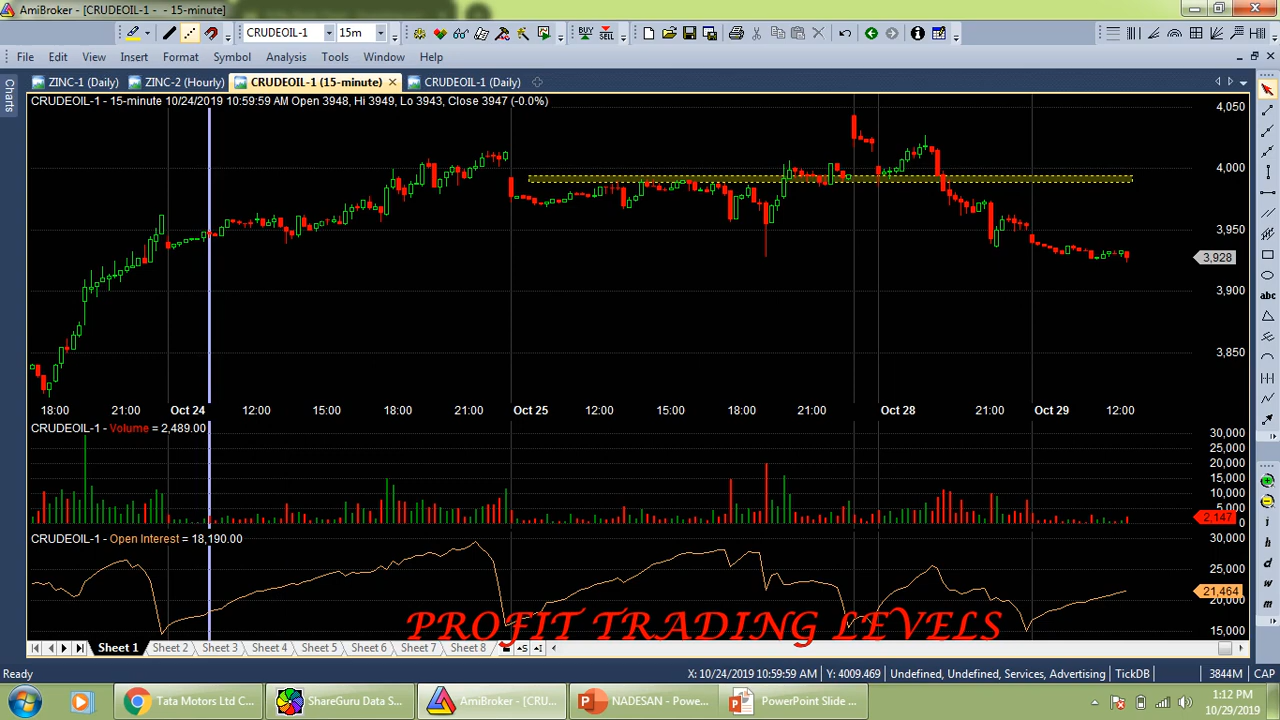 AmiBroker - [CRUDEOIL-1 - - 15-minute]
CRUDEOIL-1 15m BUY SELL
File Edit View Insert Format Symbol Analysis Tools Window Help
Charts
ZINC-1 (Daily) ZINC-2 (Hourly) CRUDEOIL-1 (15-minute) CRUDEOIL-1 (Daily)
CRUDEOIL-1 - 15-minute 10/24/2019 10:59:59 AM Open 3948, Hi 3949, Lo 3943, Close 3947 (-0.0%)
4,050
4,000
3,950
3,928
3,900
3,850
abc
18:00 21:00 Oct 24 12:00 15:00 18:00 21:00 Oct 25 12:00 15:00 18:00 21:00 Oct 28 21:00 Oct 29 12:00
CRUDEOIL-1 - Volume = 2,489.00
30,000
25,000
20,000
15,000
10,000
5,000
2,147
0
CRUDEOIL-1 - Open Interest = 18,190.00
30,000
25,000
21,464
20,000
15,000
i
h
d
w
m
PROFIT TRADING LEVELS
Sheet 1 Sheet 2 Sheet 3 Sheet 4 Sheet 5 Sheet 6 Sheet 7 Sheet 8
Ready X: 10/24/2019 10:59:59 AM Y: 4009.469 Undefined, Undefined, Services, Advertising TickDB 3844M CAP
Tata Motors Ltd C... ShareGuru Data S... AmiBroker - [CRU... NADESAN - Powe... PowerPoint Slide ...
1:12 PM
10/29/2019